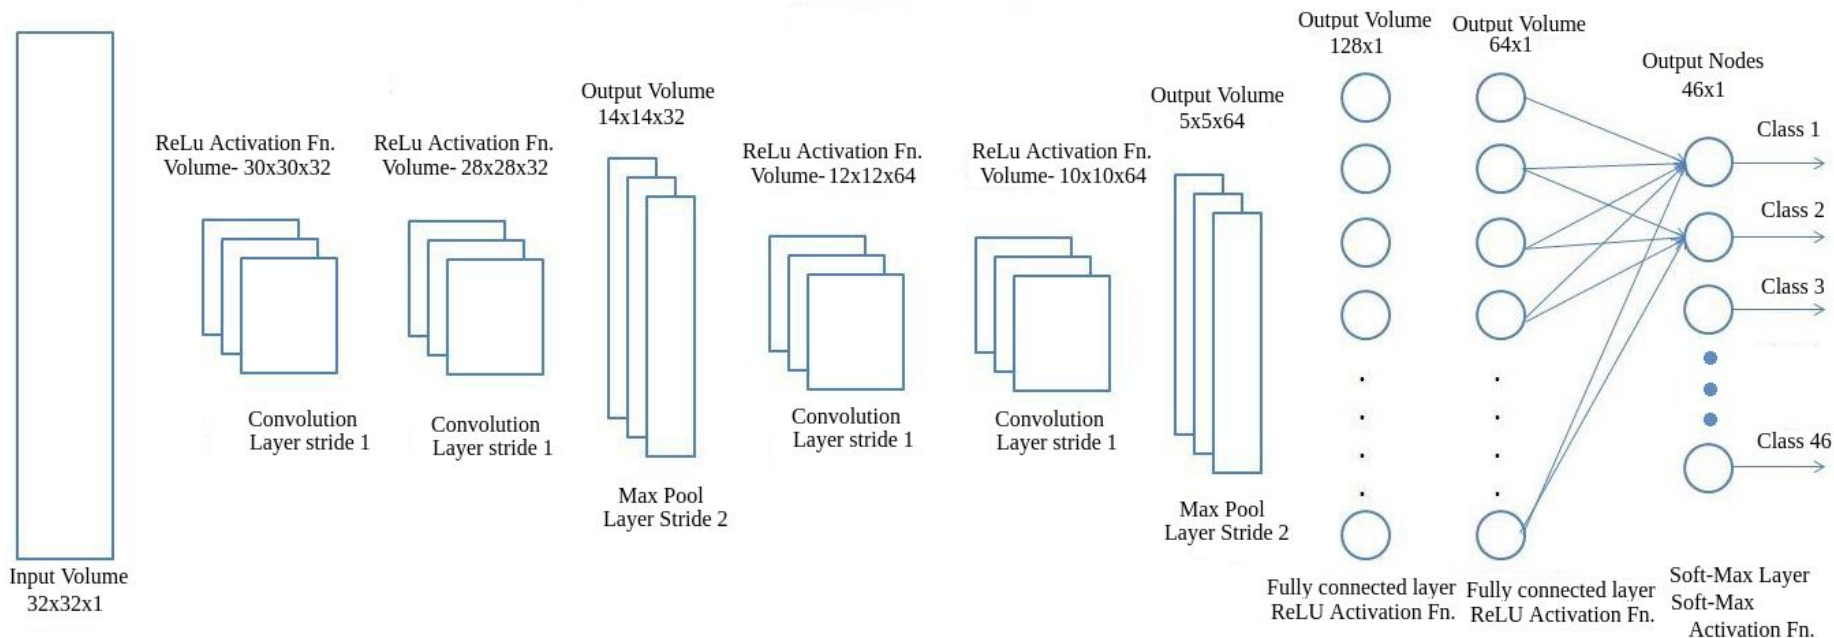 Input Volume
32x32x1
ReLu Activation Fn.
Volume- 30x30x32
Convolution
Layer stride 1
ReLu Activation Fn.
Volume- 28x28x32
Convolution
Layer stride 1
Output Volume
14x14x32
Max Pool
Layer Stride 2
ReLu Activation Fn.
Volume- 12x12x64
Convolution
Layer stride 1
ReLu Activation Fn.
Volume- 10x10x64
Convolution
Layer stride 1
Output Volume
5x5x64
Max Pool
Layer Stride 2
Output Volume
128x1
Fully connected layer
ReLU Activation Fn.
Output Volume
64x1
Fully connected layer
ReLU Activation Fn.
Output Nodes
46x1
Class 1
Class 2
Class 3
Class 46
Soft-Max Layer
Soft-Max
Activation Fn.